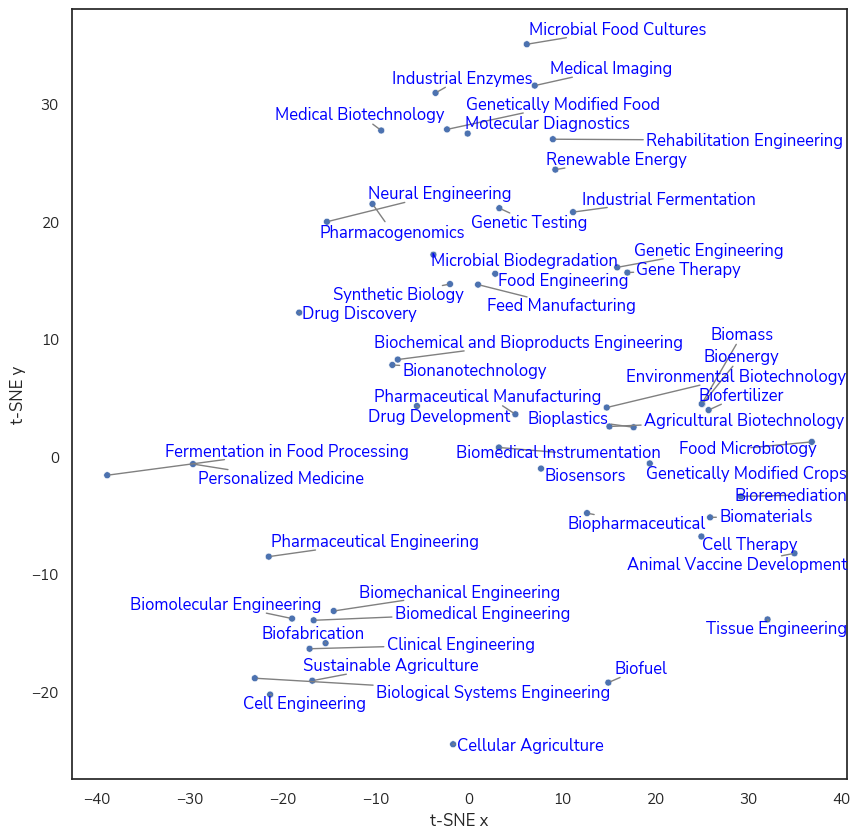 Microbial Food Cultures
Medical Imaging
Industrial Enzymes
Genetically Modified Food
Medical Biotechnology
Molecular Diagnostics
Rehabilitation Engineering
Renewable Energy
Neural Engineering
Industrial Fermentation
Genetic Testing
Pharmacogenomics
Genetic Engineering
Microbial Biodegradation
Gene Therapy
Food Engineering
Synthetic Biology
Feed Manufacturing
Drug Discovery
Biomass
Biochemical and Bioproducts Engineering
Bioenergy
Bionanotechnology
Environmental Biotechnology
Pharmaceutical Manufacturing
Biofertilizer
Drug Development
Bioplastics
Agricultural Biotechnology
Fermentation in Food Processing
Biomedical Instrumentation
Food Microbiology
Personalized Medicine
Biosensors
Genetically Modified Crops
Bioremediation
Biopharmaceutical
Biomaterials
Pharmaceutical Engineering
Cell Therapy
Animal Vaccine Development
Biomechanical Engineering
Biomolecular Engineering
Biomedical Engineering
Tissue Engineering
Biofabrication
Clinical Engineering
Sustainable Agriculture
Biofuel
Biological Systems Engineering
Cell Engineering
Cellular Agriculture
30
20
10
0
−10
−20
t-SNE y
−40 −30 −20 −10 0 10 20 30 40
t-SNE x